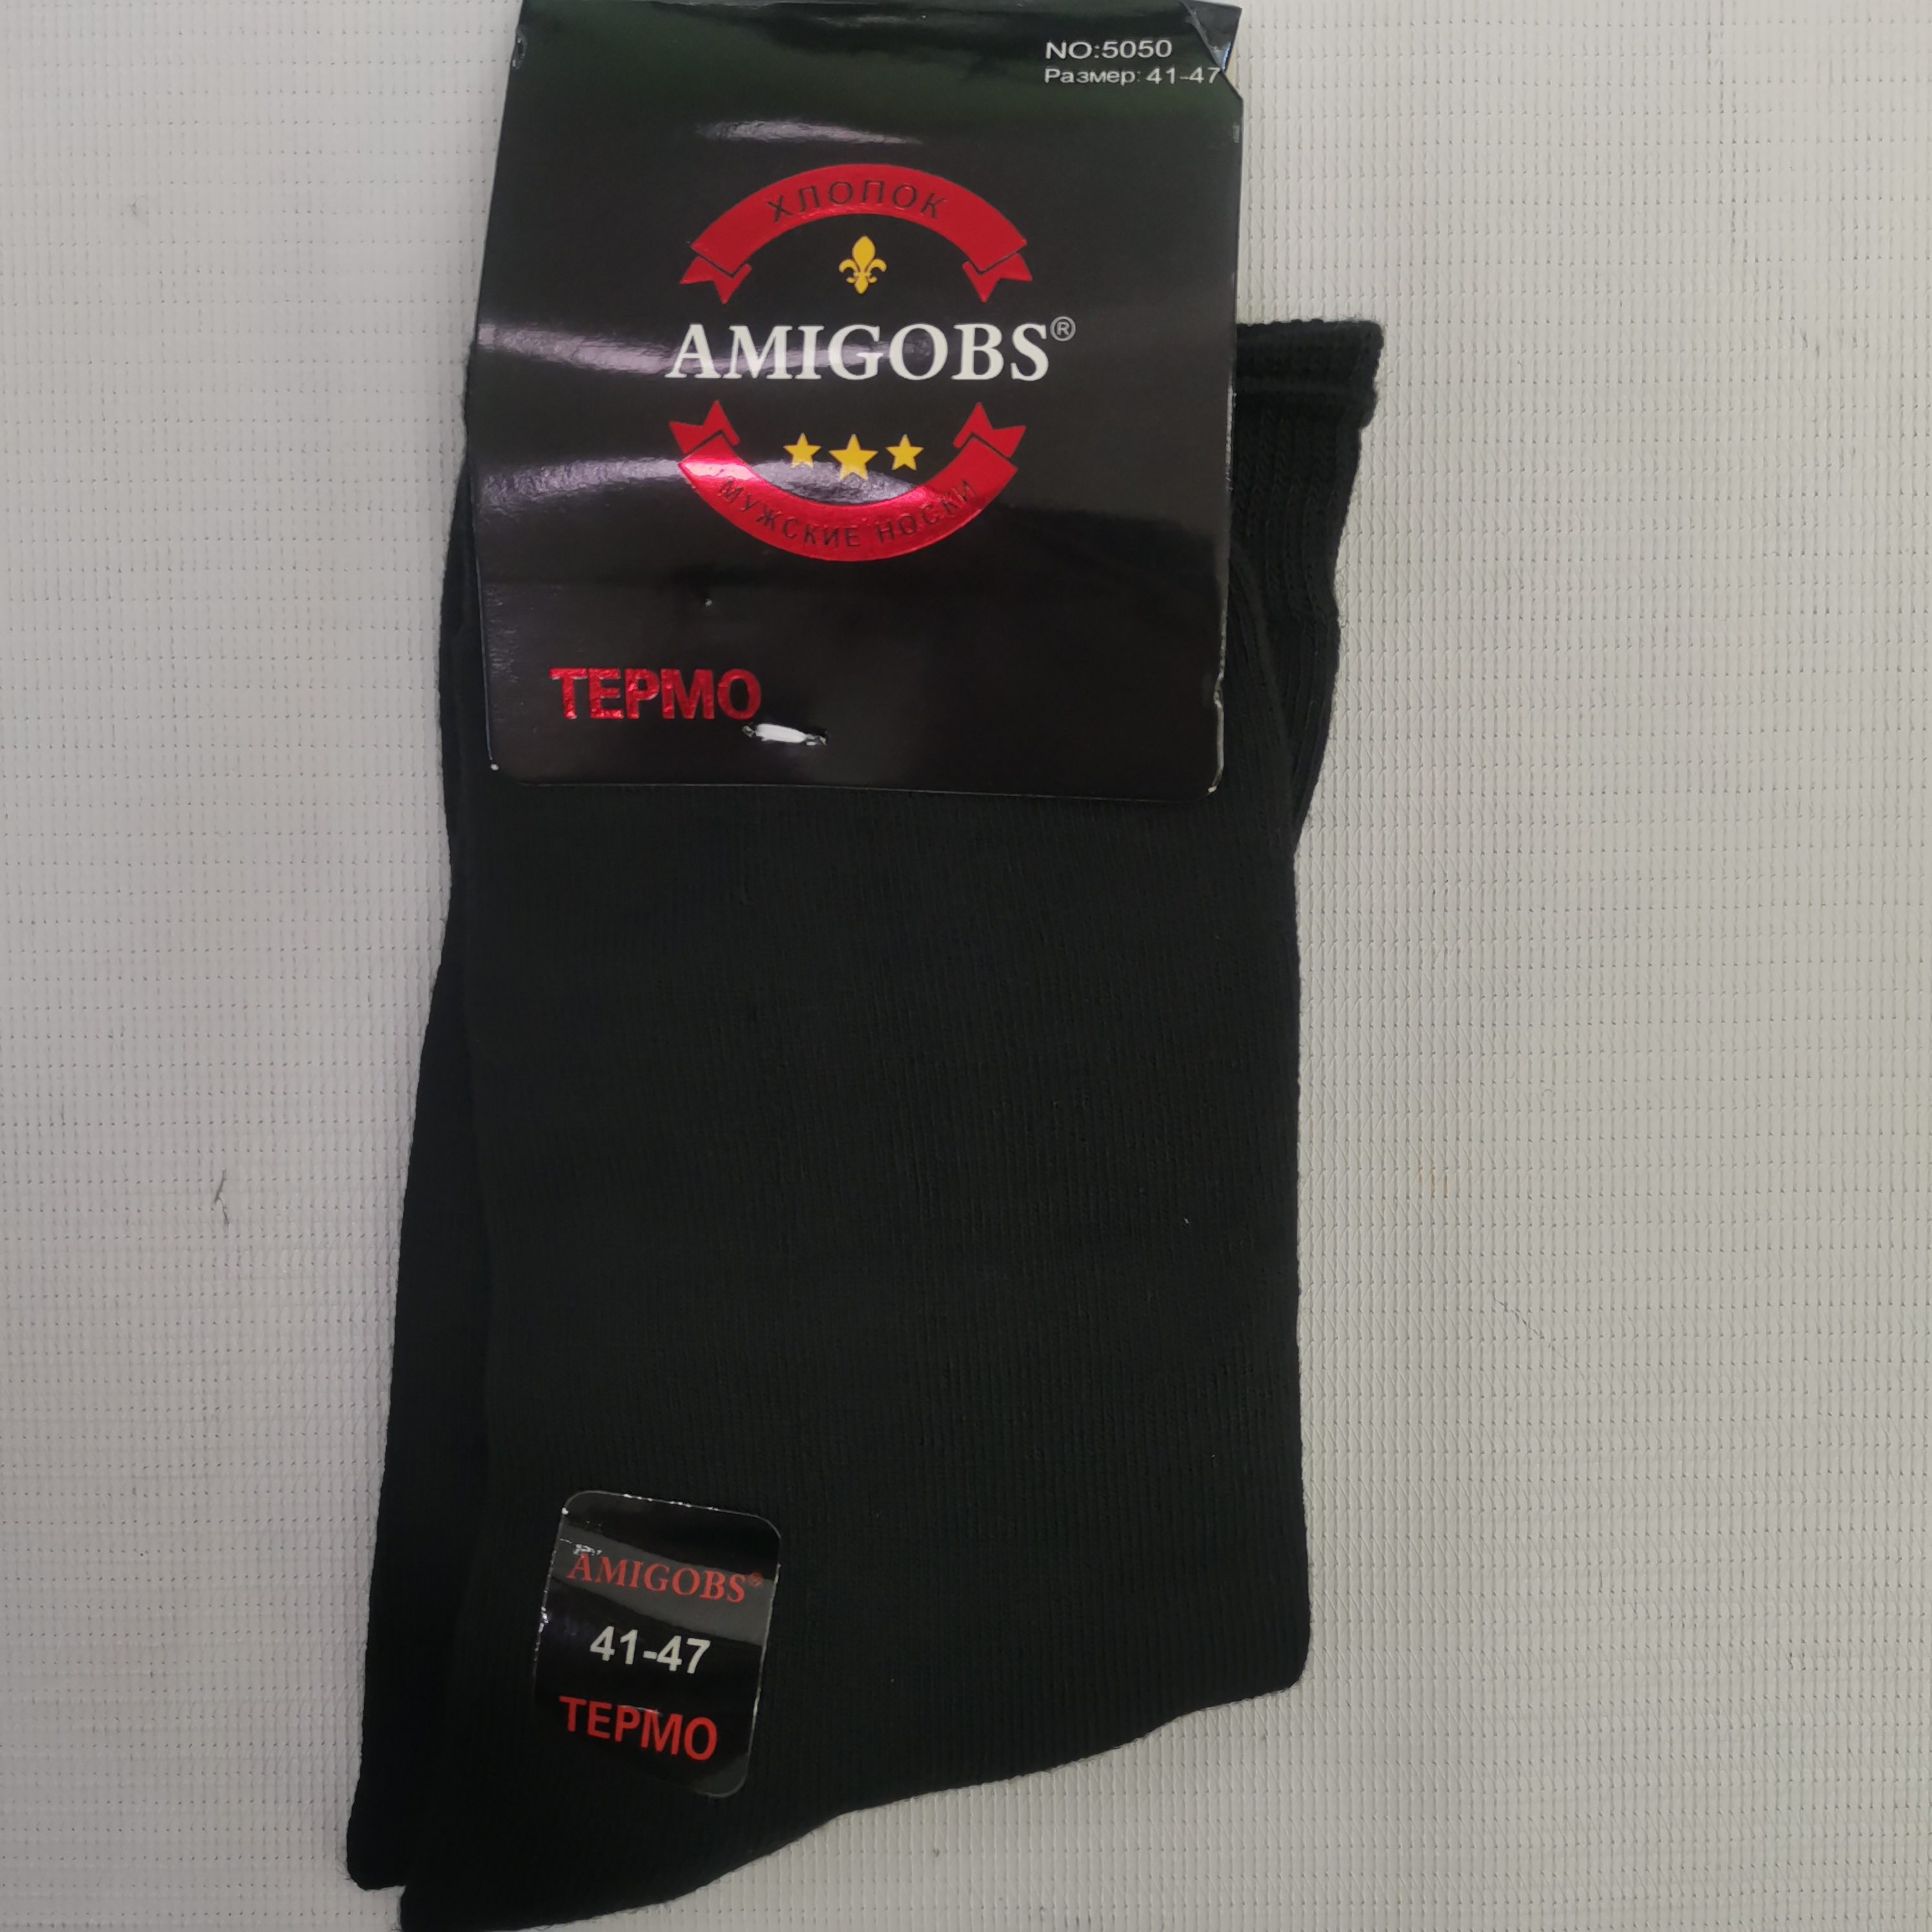 NO:5050
Размер: 41-47
ХЛОПОК
AMIGOBS®
МУЖСКИЕ НОСКИ
ТЕРМО
AMIGOBS®
41-47
ТЕРМО